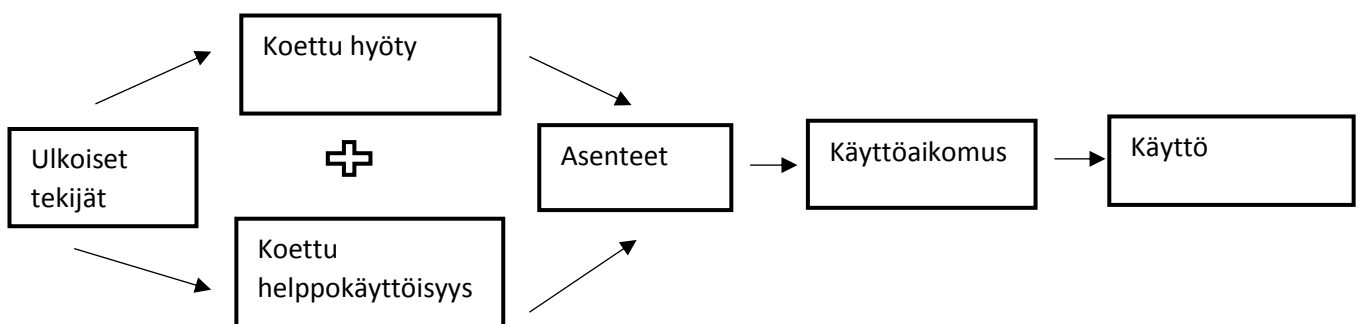 Koettu hyöty
Ulkoiset
tekijät
Koettu
helppokäyttöisyys
Asenteet
Käyttöaikomus
Käyttö